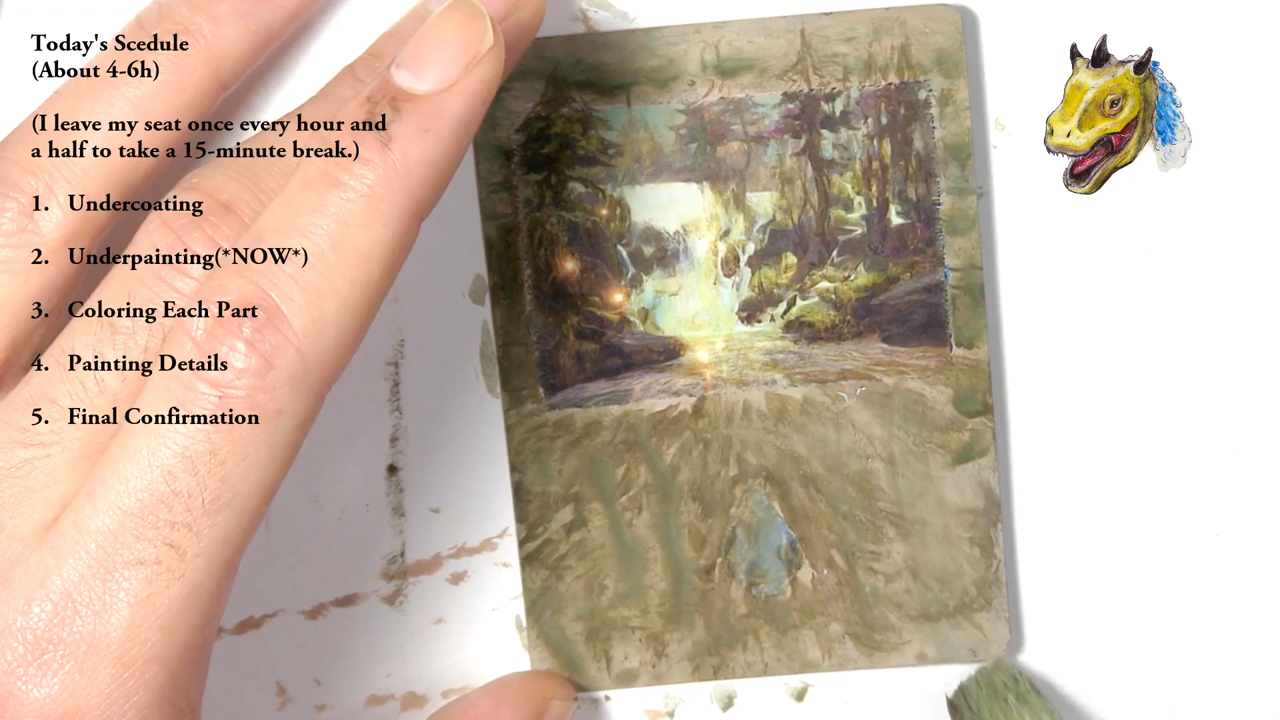 Today's Scedule
(About 4-6h)
(I leave my seat once every hour and
a half to take a 15-minute break.)
1. Undercoating
2. Underpainting(*NOW*)
3. Coloring Each Part
4. Painting Details
5. Final Confirmation